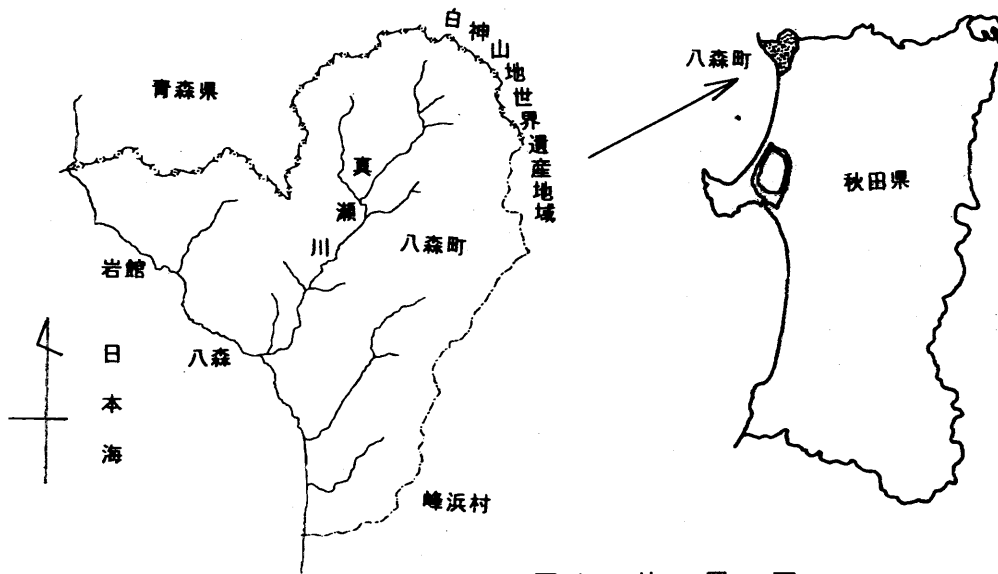 白神山地世界遺産地域
青森県
真瀬川
八森町
岩館
八森
日本海
峰浜村
八森町
秋田県